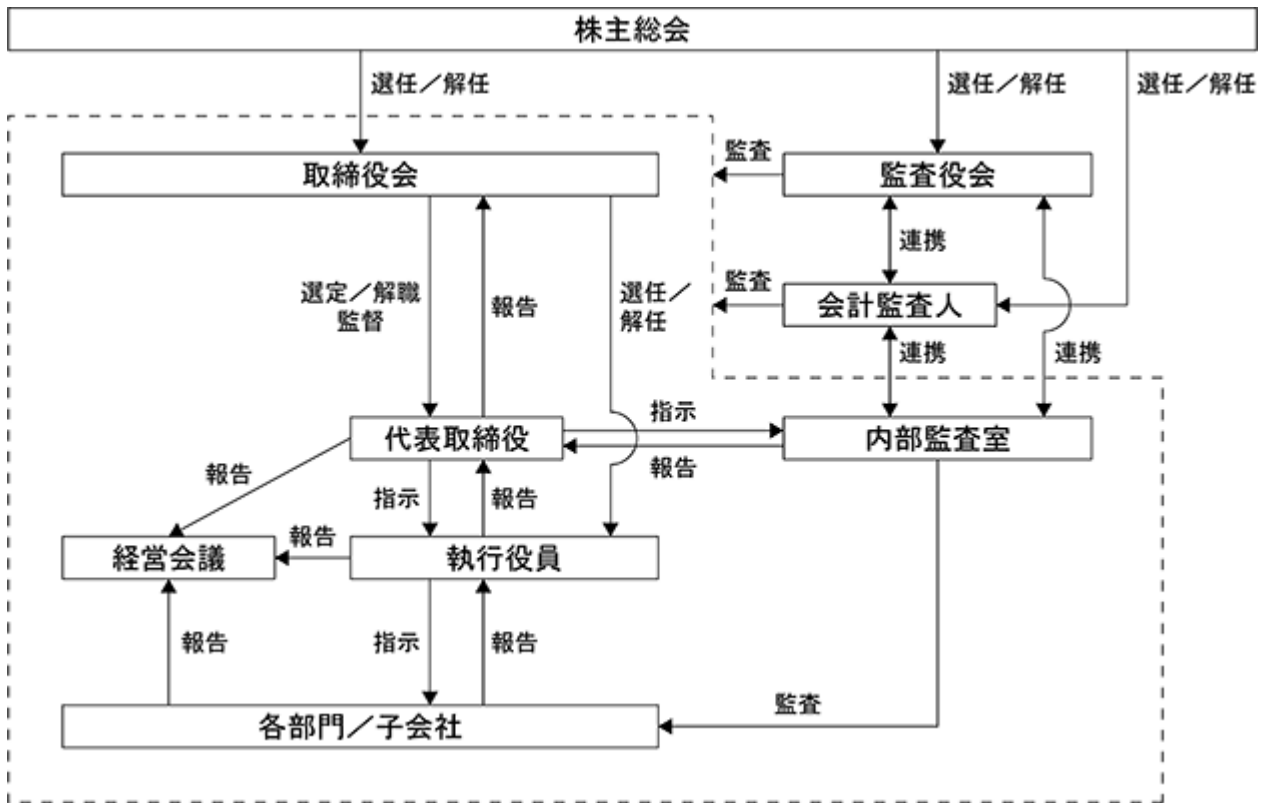 株主総会
選任／解任
選任／解任
選任／解任
取締役会
監査
監査役会
連携
選定／解職
監督
報告
選任／
解任
監査
会計監査人
連携
連携
代表取締役
指示
報告
内部監査室
報告
指示
報告
経営会議
報告
執行役員
報告
指示
報告
各部門／子会社
監査